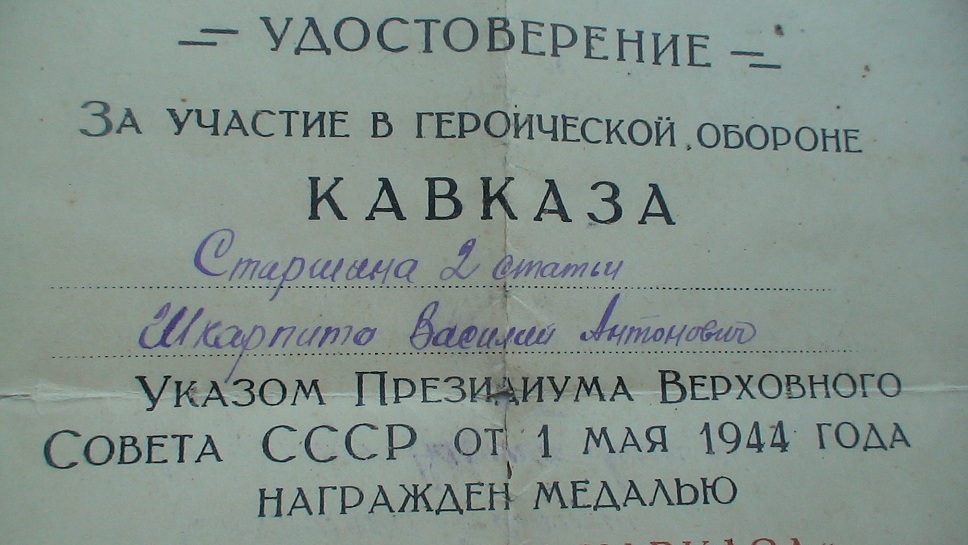 УДОСТОВЕРЕНИЕ
ЗА УЧАСТИЕ В ГЕРОИЧЕСКОЙ ОБОРОНЕ
КАВКАЗА
Старшина 2 статьи
Шкарпито Василий Антонович
УКАЗОМ ПРЕЗИДИУМА ВЕРХОВНОГО
СОВЕТА СССР ОТ 1 МАЯ 1944 ГОДА
НАГРАЖДЕН МЕДАЛЬЮ